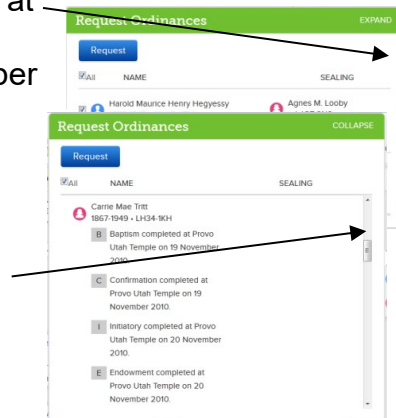 at
Request Ordinances EXPAND
Request
ber
All NAME SEALING
Harold Maurice Henry Hegyessy Agnes M. Looby
Request Ordinances COLLAPSE
Request
All NAME SEALING
Carrie Mae Tritt
1867-1949 • LH34-1KH
B Baptism completed at Provo
Utah Temple on 19 November
2010.
C Confirmation completed at
Provo Utah Temple on 19
November 2010.
I Initiatory completed at Provo
Utah Temple on 20 November
2010.
E Endowment completed at
Provo Utah Temple on 20
November 2010.